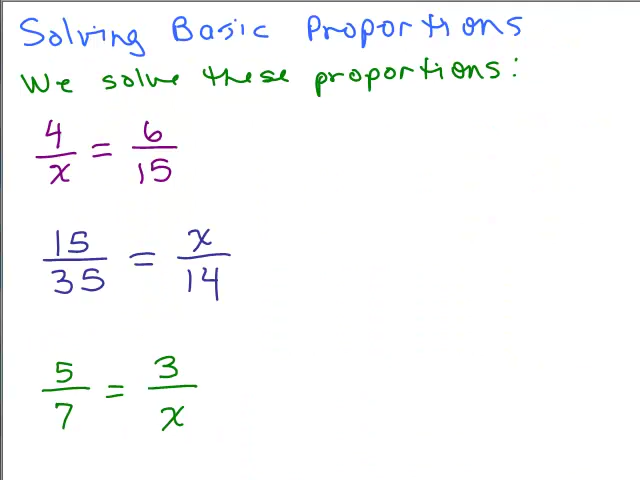 Solving Basic Proportions
We solve these proportions:
4/x = 6/15
15/35 = x/14
5/7 = 3/x